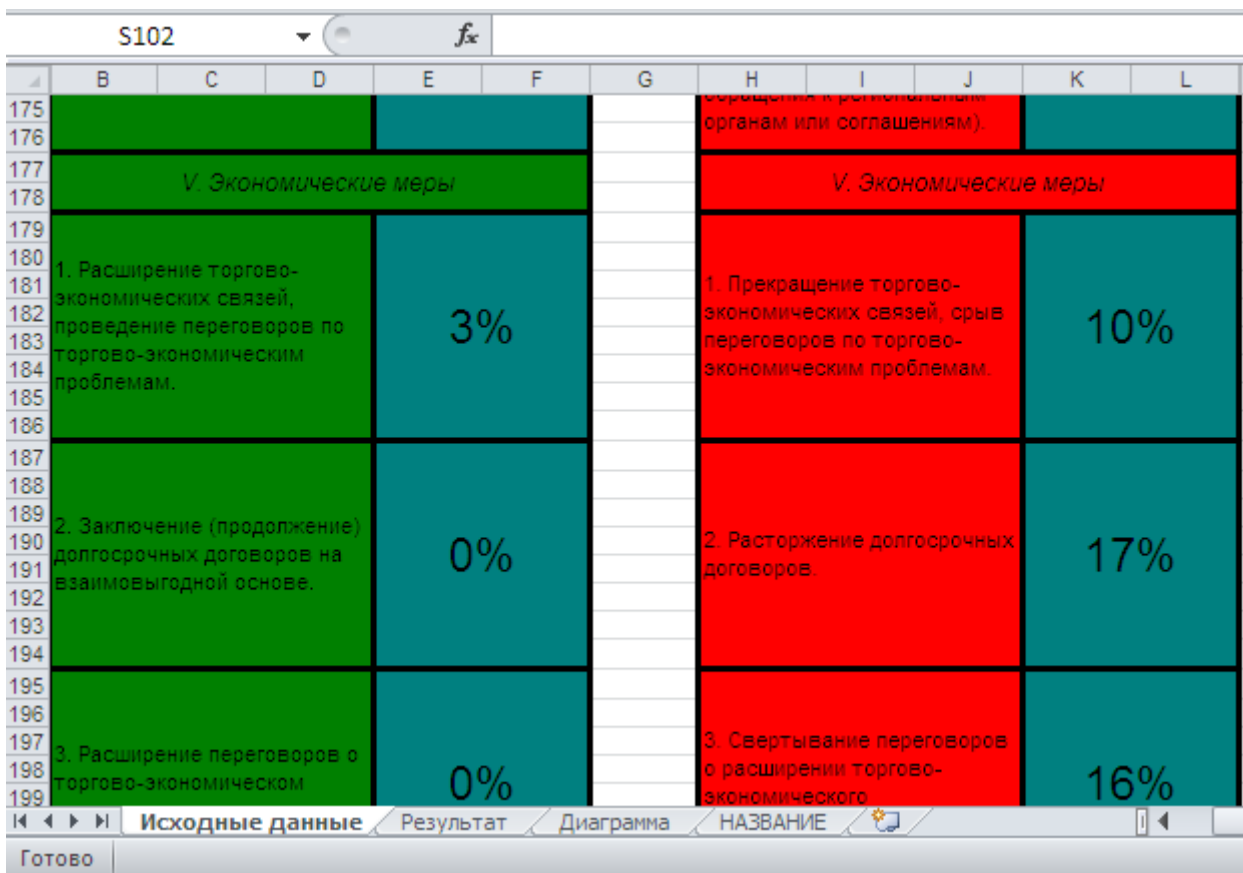 S102 fx
B C D E F G H I J K L
175
176
177
178
179
180
181
182
183
184
185
186
187
188
189
190
191
192
193
194
195
196
197
198
199
V. Экономические меры
1. Расширение торгово-
экономических связей,
проведение переговоров по
торгово-экономическим
проблемам.
3%
2. Заключение (продолжение)
долгосрочных договоров на
взаимовыгодной основе.
0%
3. Расширение переговоров о
торгово-экономическом
0%
обращения к региональным
органам или соглашениям).
V. Экономические меры
1. Прекращение торгово-
экономических связей, срыв
переговоров по торгово-
экономическим проблемам.
10%
2. Расторжение долгосрочных
договоров.
17%
3. Свертывание переговоров
о расширении торгово-
экономического
16%
Исходные данные Результат Диаграмма НАЗВАНИЕ
Готово